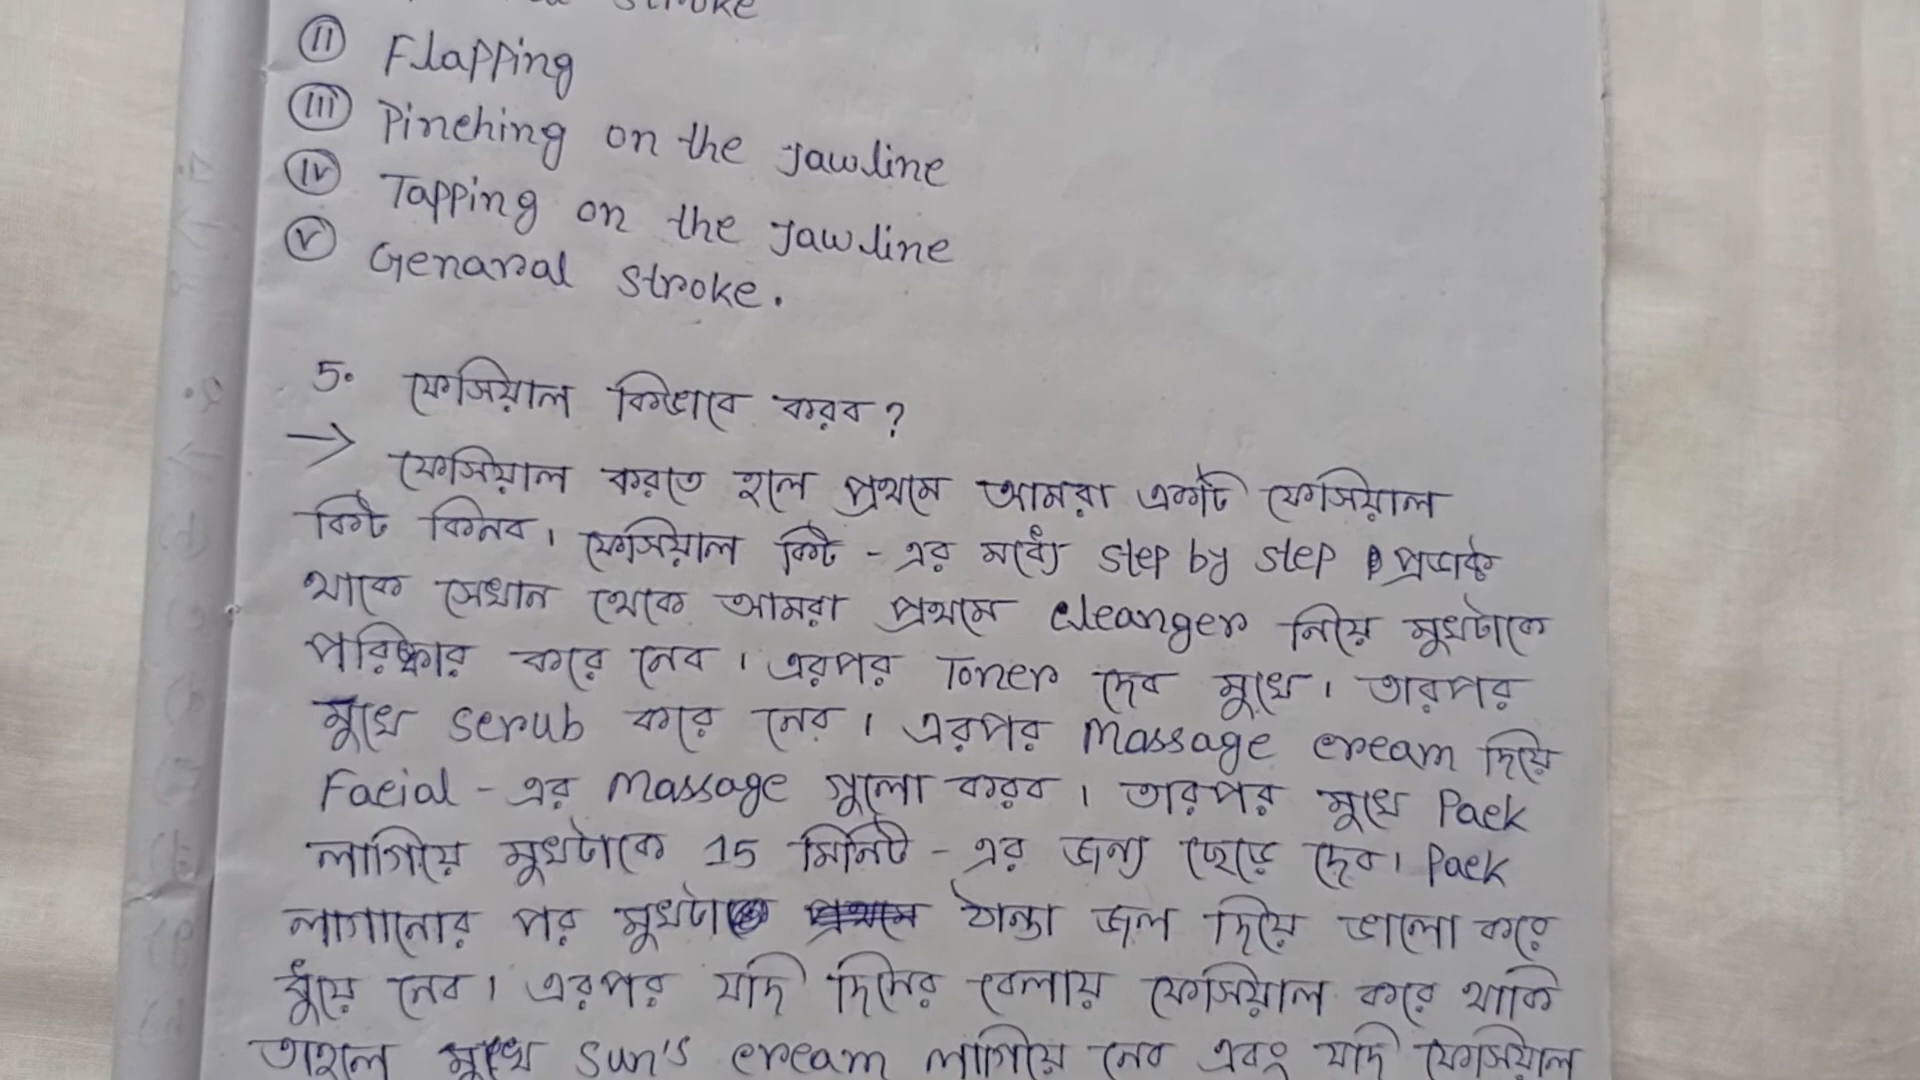 stroke
(ii) Flapping
(iii) Pinching on the Jawline
(iv) Tapping on the Jawline
(v) Genaral stroke.
5. ফেসিয়াল কিভাবে করব?
→ ফেসিয়াল করতে হলে প্রথমে আমরা একটি ফেসিয়াল
কিট কিনব। ফেসিয়াল কিট - এর মধ্যে step by step
থাকে সেখান থেকে আমরা প্রথমে cleanger নিয়ে মুখটাকে
পরিষ্কার করে নেব। এরপর Toner দেব মুখে। তারপর
মুখে scrub করে নেব। এরপর Massage cream দিয়ে
Facial - এর Massage গুলো করব। তারপর মুখে Pack
লাগিয়ে মুখটাকে 15 মিনিট - এর জন্য ছেড়ে দেব। Pack
লাগানোর পর মুখটা ঠান্ডা জল দিয়ে ভালো করে
ধুঁয়ে নেব। এরপর যদি দিনের বেলায় ফেসিয়াল করে থাকি
তাহলে মুখে sun's cream লাগিয়ে নেব এবং যদি ফেসিয়াল